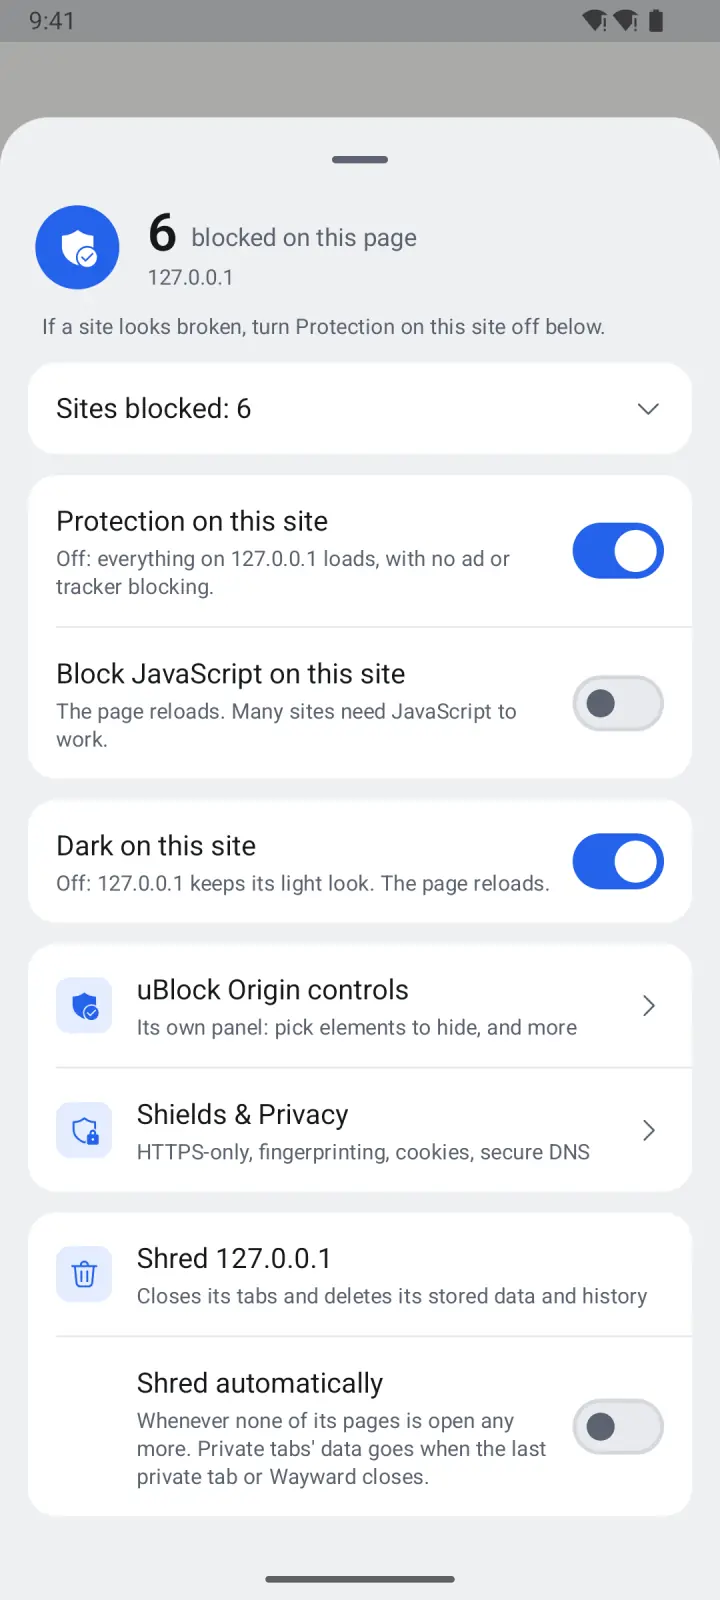 9:41
6 blocked on this page
127.0.0.1
If a site looks broken, turn Protection on this site off below.
Sites blocked: 6
Protection on this site
Off: everything on 127.0.0.1 loads, with no ad or
tracker blocking.
Block JavaScript on this site
The page reloads. Many sites need JavaScript to
work.
Dark on this site
Off: 127.0.0.1 keeps its light look. The page reloads.
uBlock Origin controls
Its own panel: pick elements to hide, and more
Shields & Privacy
HTTPS-only, fingerprinting, cookies, secure DNS
Shred 127.0.0.1
Closes its tabs and deletes its stored data and history
Shred automatically
Whenever none of its pages is open any
more. Private tabs' data goes when the last
private tab or Wayward closes.